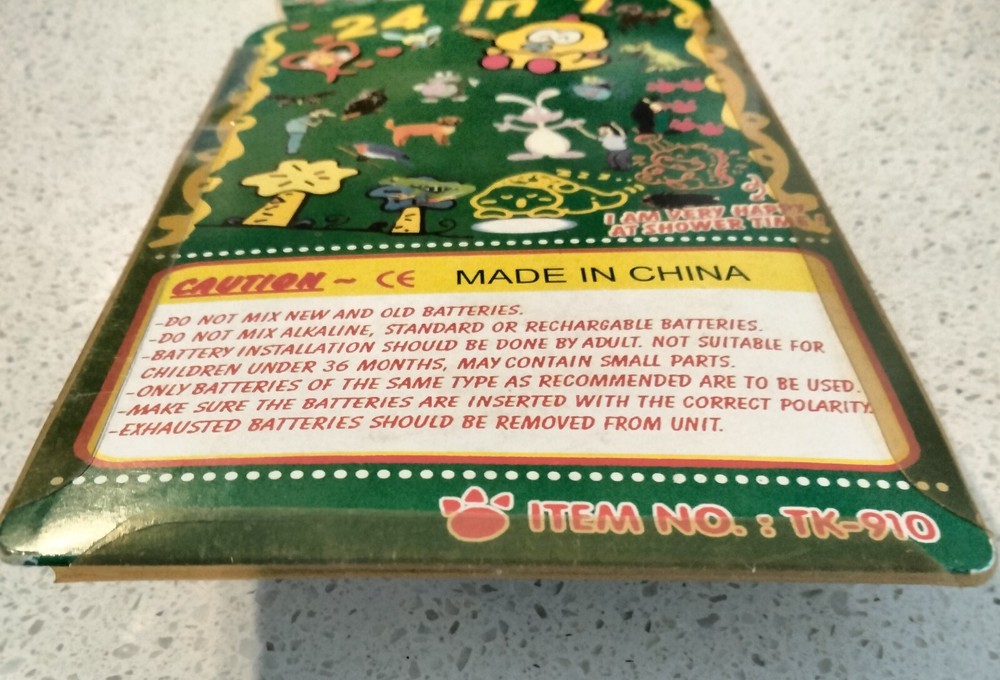 24 in 1
I AM VERY HAPPY
AT SHOWER TIME
CAUTION ~ CE MADE IN CHINA
-DO NOT MIX NEW AND OLD BATTERIES.
-DO NOT MIX ALKALINE, STANDARD OR RECHARGABLE BATTERIES.
-BATTERY INSTALLATION SHOULD BE DONE BY ADULT. NOT SUITABLE FOR
CHILDREN UNDER 36 MONTHS, MAY CONTAIN SMALL PARTS.
-ONLY BATTERIES OF THE SAME TYPE AS RECOMMENDED ARE TO BE USED.
-MAKE SURE THE BATTERIES ARE INSERTED WITH THE CORRECT POLARITY.
-EXHAUSTED BATTERIES SHOULD BE REMOVED FROM UNIT.
ITEM NO. : TK-910